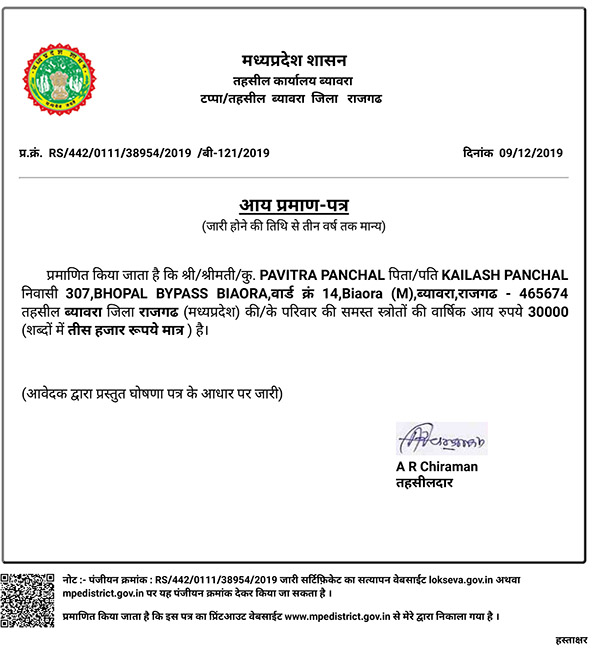 मध्यप्रदेश शासन
तहसील कार्यालय ब्यावरा
टप्पा/तहसील ब्यावरा जिला राजगढ
प्र.क्रं. RS/442/0111/38954/2019 /बी-121/2019 दिनांक 09/12/2019
आय प्रमाण-पत्र
(जारी होने की तिथि से तीन वर्ष तक मान्य)
प्रमाणित किया जाता है कि श्री/श्रीमती/कु. PAVITRA PANCHAL पिता/पति KAILASH PANCHAL
निवासी 307,BHOPAL BYPASS BIAORA,वार्ड क्रं 14,Biaora (M),ब्यावरा,राजगढ - 465674
तहसील ब्यावरा जिला राजगढ (मध्यप्रदेश) की/के परिवार की समस्त स्त्रोतों की वार्षिक आय रुपये 30000
(शब्दों में तीस हजार रूपये मात्र ) है।
(आवेदक द्वारा प्रस्तुत घोषणा पत्र के आधार पर जारी)
A R Chiraman
तहसीलदार
नोट :- पंजीयन क्रमांक : RS/442/0111/38954/2019 जारी सर्टिफ़िकेट का सत्यापन वेबसाईट lokseva.gov.in अथवा
mpedistrict.gov.in पर यह पंजीयन क्रमांक देकर किया जा सकता है ।
प्रमाणित किया जाता है कि इस पत्र का प्रिंटआउट वेबसाईट www.mpedistrict.gov.in से मेरे द्वारा निकाला गया है ।
हस्ताक्षर